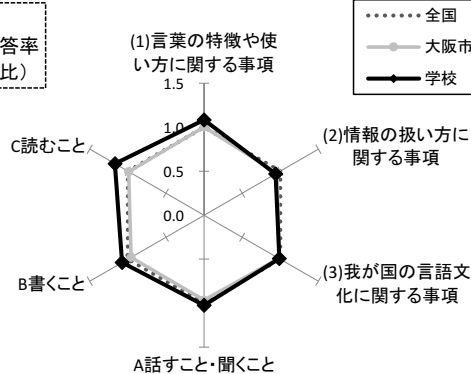 答率
比）
全国
大阪市
学校
(1)言葉の特徴や使
い方に関する事項
(2)情報の扱い方に
関する事項
(3)我が国の言語文
化に関する事項
A話すこと・聞くこと
B書くこと
C読むこと
1.5
1.0
0.5
0.0